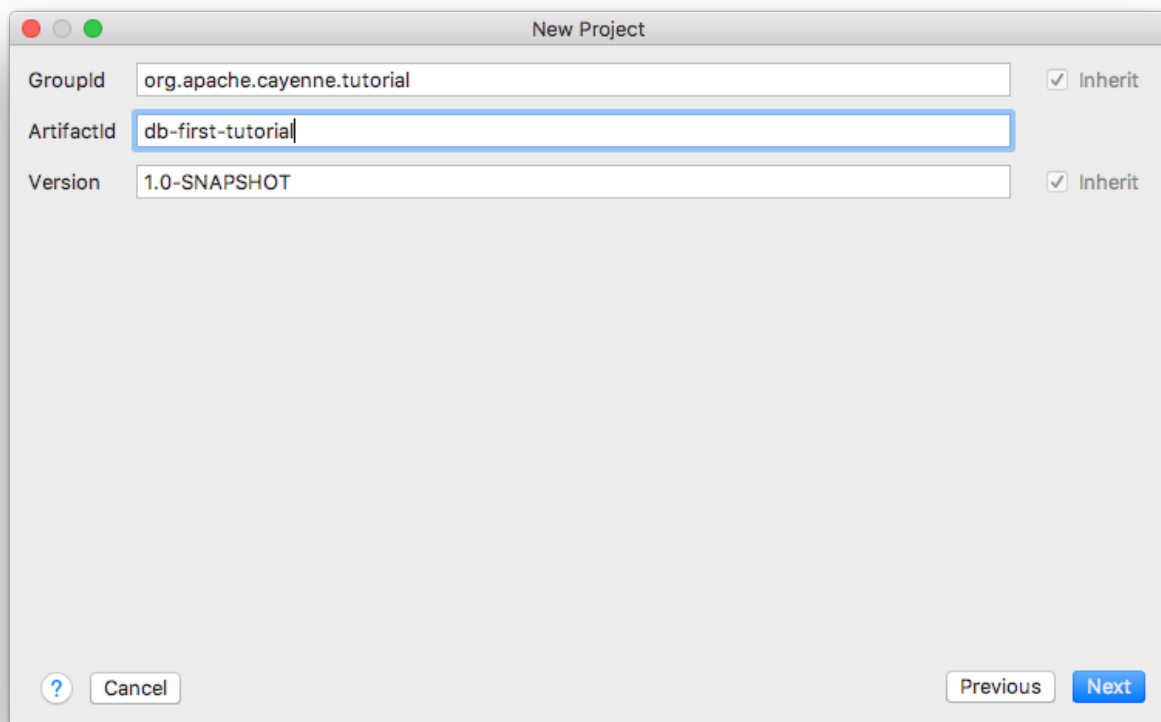 New Project
GroupId org.apache.cayenne.tutorial Inherit
ArtifactId db-first-tutorial
Version 1.0-SNAPSHOT Inherit
? Cancel Previous Next